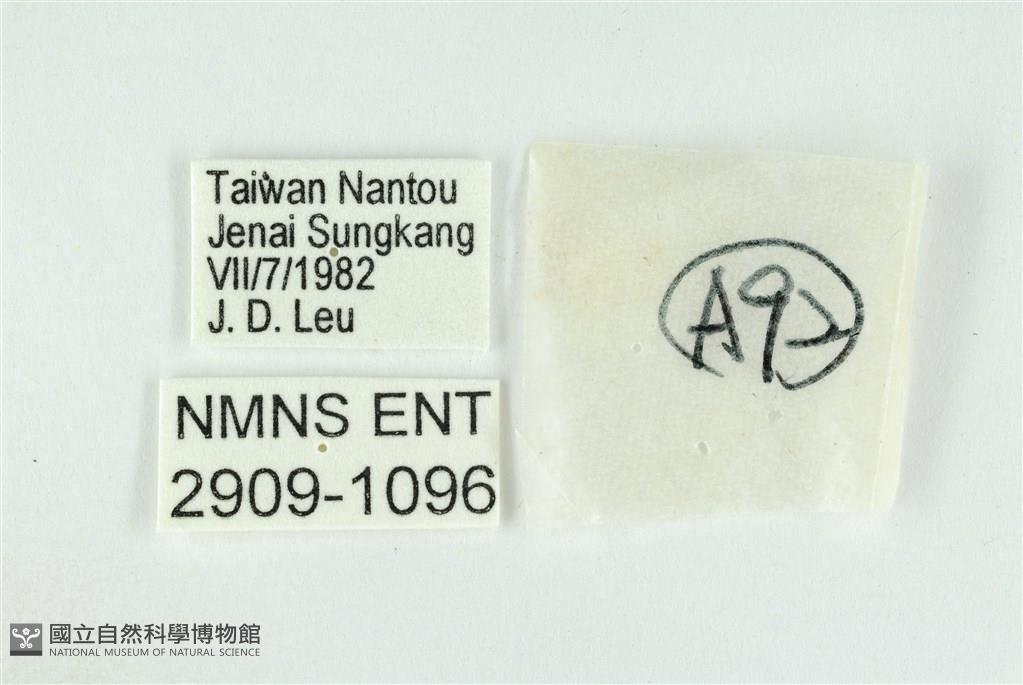 Taiwan Nantou
Jenai Sungkang
VII/7/1982
J. D. Leu
NMNS ENT
2909-1096
國立自然科學博物館
NATIONAL MUSEUM OF NATURAL SCIENCE